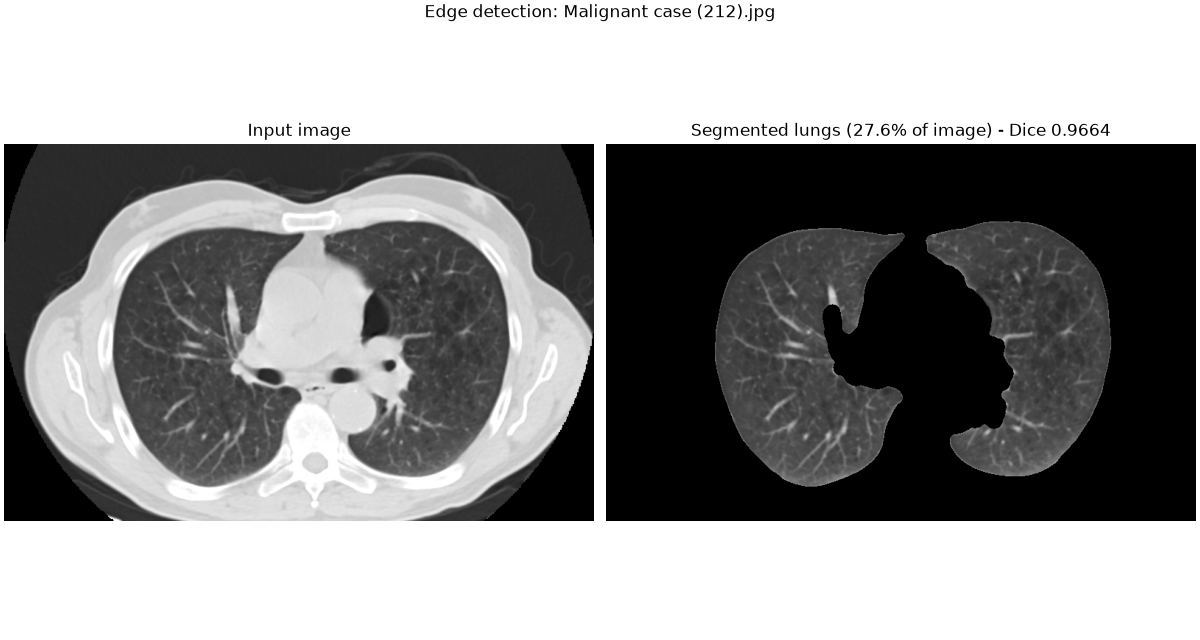 Edge detection: Malignant case (212).jpg
Input image
Segmented lungs (27.6% of image) - Dice 0.9664